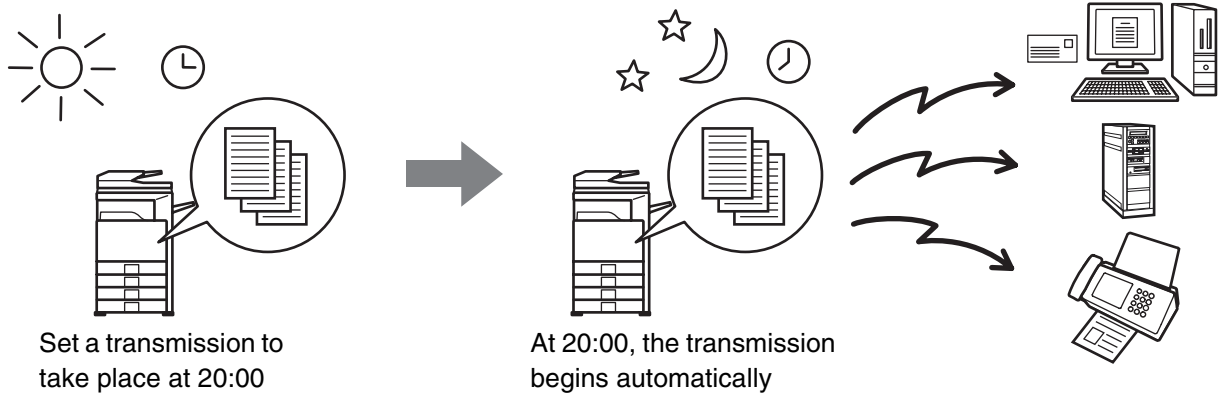 Set a transmission to
take place at 20:00
At 20:00, the transmission
begins automatically